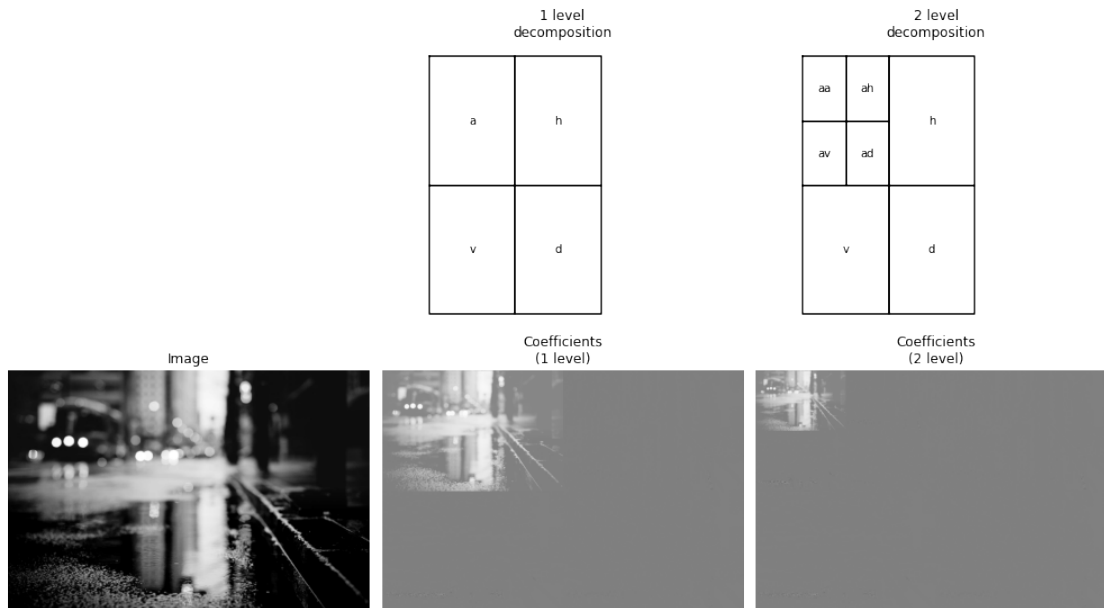 1 level
decomposition
2 level
decomposition
a
h
v
d
aa
ah
h
av
ad
v
d
Image
Coefficients
(1 level)
Coefficients
(2 level)